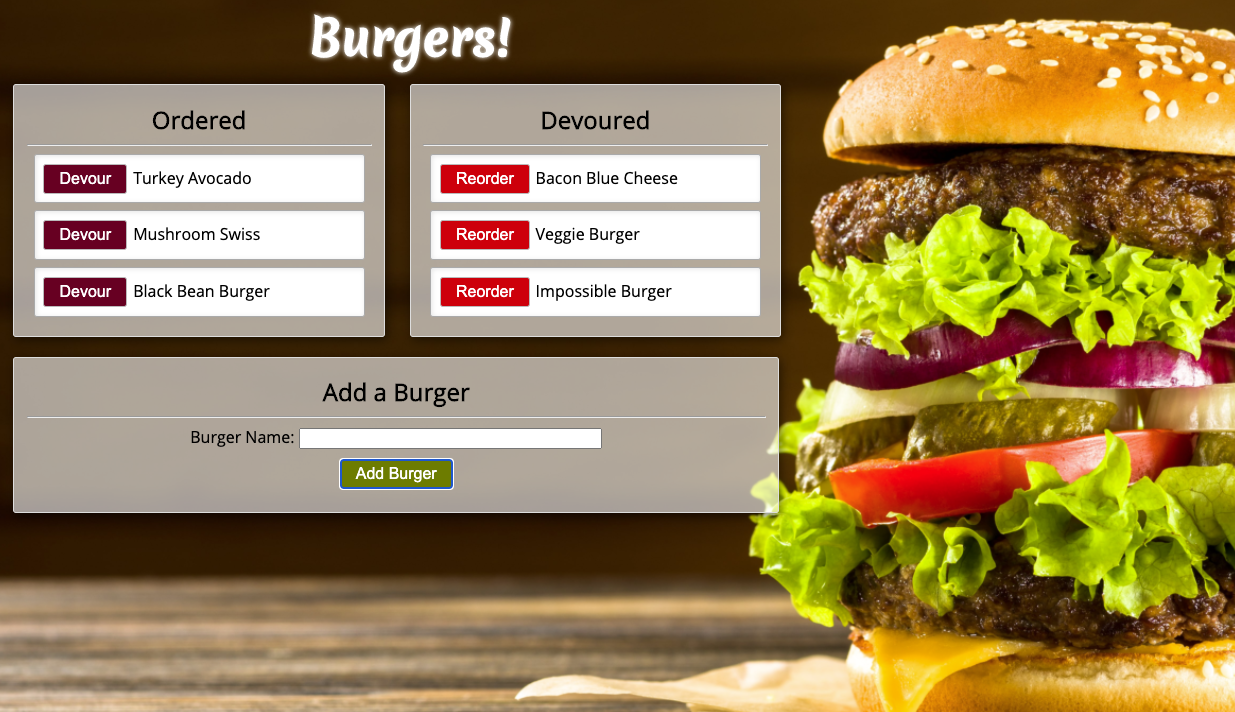 Burgers!
Ordered
Devour Turkey Avocado
Devour Mushroom Swiss
Devour Black Bean Burger
Devoured
Reorder Bacon Blue Cheese
Reorder Veggie Burger
Reorder Impossible Burger
Add a Burger
Burger Name:
Add Burger